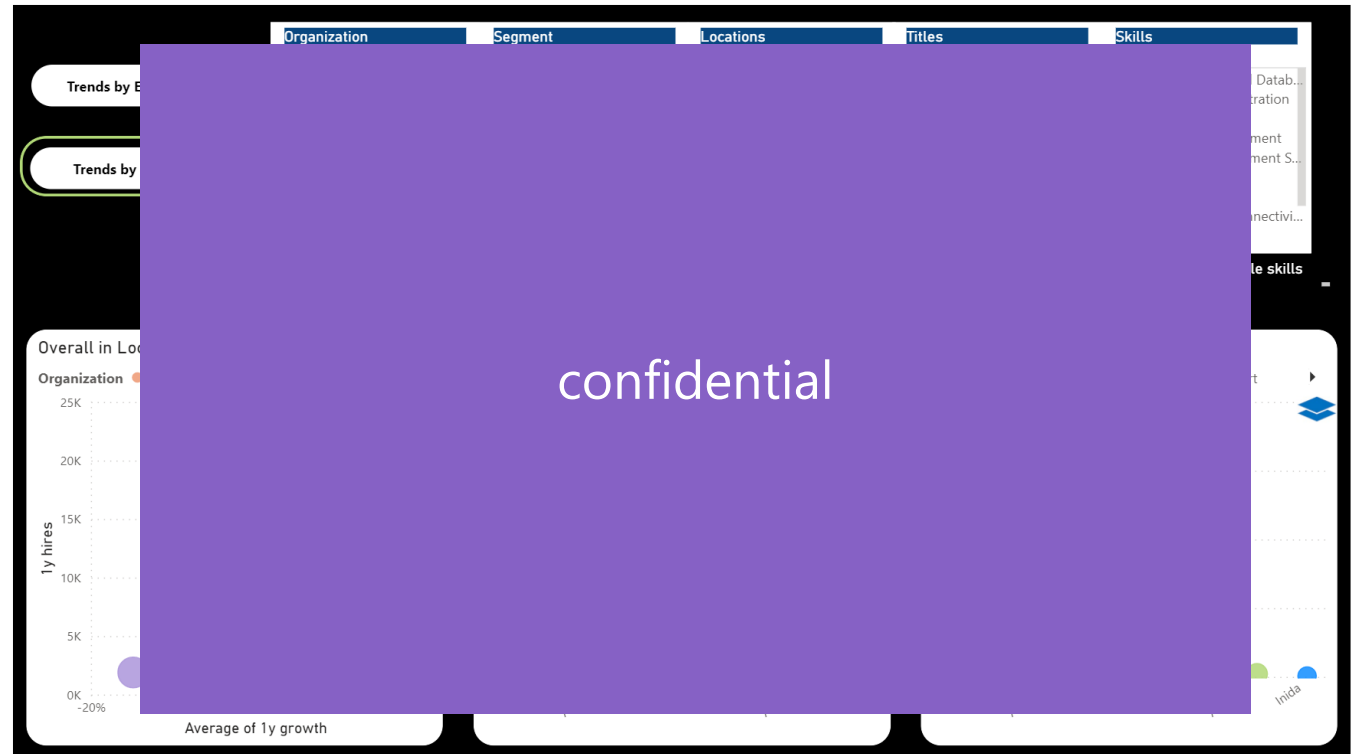 Organization Segment Locations Titles Skills
Datab...
Trends by
tration
ment
ment S...
Trends by
nnectivi...
le skills
Overall in Loc
Organization
confidential
25K
20K
15K
10K
5K
0K
1y hires
-20%
Average of 1y growth
Inida